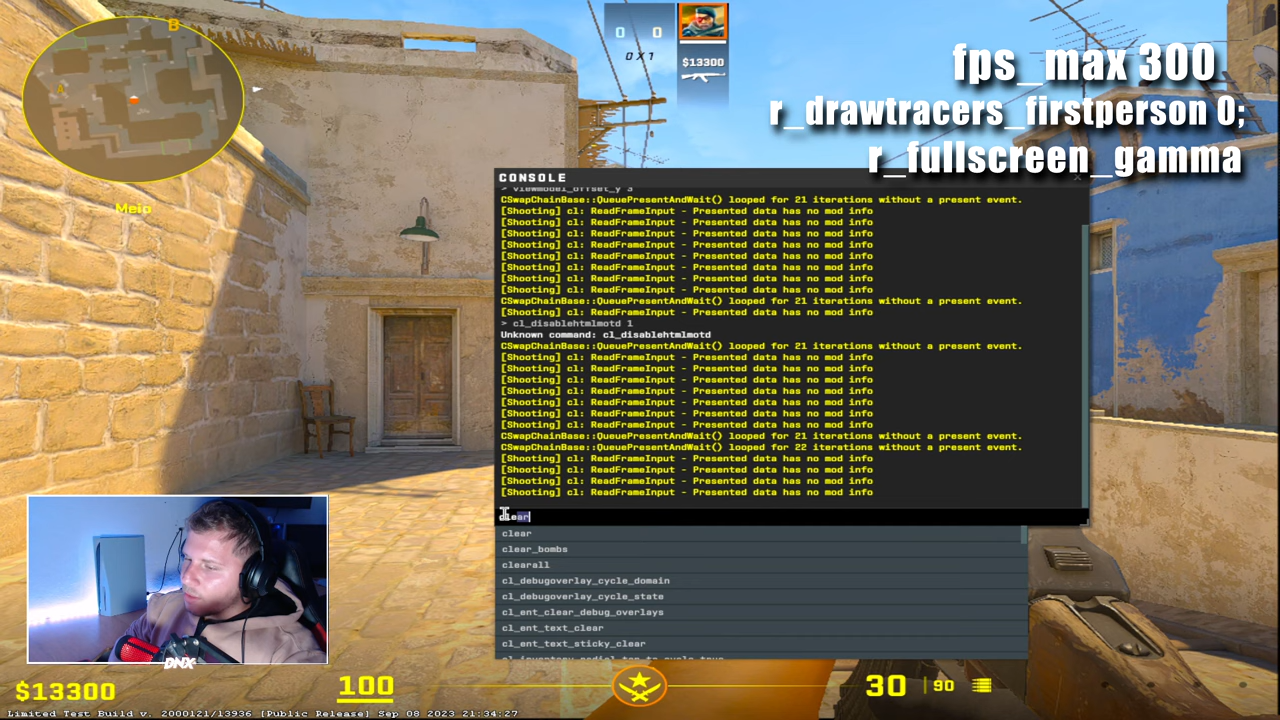 B
A
Meio
0 0
0 X 1
$13300
fps_max 300
r_drawtracers_firstperson 0;
r_fullscreen_gamma
CONSOLE
> viewmodel_offset_y 3
CSwapChainBase::QueuePresentAndWait() looped for 21 iterations without a present event.
[Shooting] cl: ReadFrameInput - Presented data has no mod info
[Shooting] cl: ReadFrameInput - Presented data has no mod info
[Shooting] cl: ReadFrameInput - Presented data has no mod info
[Shooting] cl: ReadFrameInput - Presented data has no mod info
[Shooting] cl: ReadFrameInput - Presented data has no mod info
[Shooting] cl: ReadFrameInput - Presented data has no mod info
[Shooting] cl: ReadFrameInput - Presented data has no mod info
[Shooting] cl: ReadFrameInput - Presented data has no mod info
CSwapChainBase::QueuePresentAndWait() looped for 21 iterations without a present event.
[Shooting] cl: ReadFrameInput - Presented data has no mod info
> cl_disablehtmlmotd 1
Unknown command: cl_disablehtmlmotd
CSwapChainBase::QueuePresentAndWait() looped for 21 iterations without a present event.
[Shooting] cl: ReadFrameInput - Presented data has no mod info
[Shooting] cl: ReadFrameInput - Presented data has no mod info
[Shooting] cl: ReadFrameInput - Presented data has no mod info
[Shooting] cl: ReadFrameInput - Presented data has no mod info
[Shooting] cl: ReadFrameInput - Presented data has no mod info
[Shooting] cl: ReadFrameInput - Presented data has no mod info
[Shooting] cl: ReadFrameInput - Presented data has no mod info
CSwapChainBase::QueuePresentAndWait() looped for 21 iterations without a present event.
CSwapChainBase::QueuePresentAndWait() looped for 22 iterations without a present event.
[Shooting] cl: ReadFrameInput - Presented data has no mod info
[Shooting] cl: ReadFrameInput - Presented data has no mod info
[Shooting] cl: ReadFrameInput - Presented data has no mod info
[Shooting] cl: ReadFrameInput - Presented data has no mod info
clear
clear
clear_bombs
clearall
cl_debugoverlay_cycle_domain
cl_debugoverlay_cycle_state
cl_ent_clear_debug_overlays
cl_ent_text_clear
cl_ent_text_sticky_clear
DNX
$13300
100
30 | 90
Limited Test Build v. 2000121/13936 [Public Release] Sep 08 2023 21:34:27